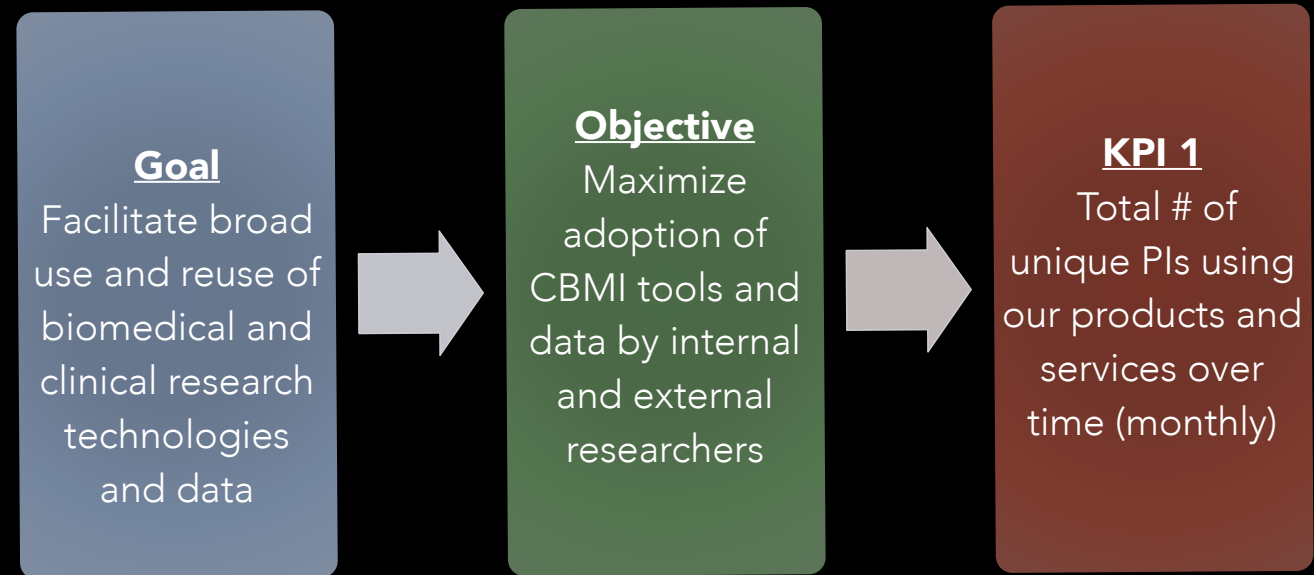 Goal
Facilitate broad
use and reuse of
biomedical and
clinical research
technologies
and data
Objective
Maximize
adoption of
CBMI tools and
data by internal
and external
researchers
KPI 1
Total # of
unique PIs using
our products and
services over
time (monthly)